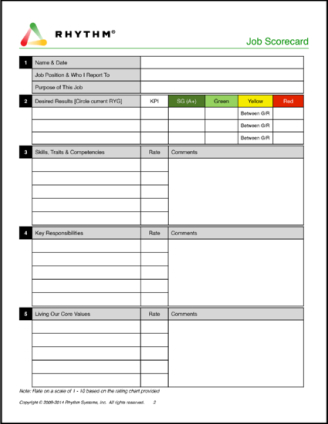 RHYTHM®
Job Scorecard
1 Name & Date
Job Position & Who I Report To
Purpose of This Job
2 Desired Results [Circle current RYG] KPI SG (A+) Green Yellow Red
Between G/R
Between G/R
Between G/R
3 Skills, Traits & Competencies Rate Comments
4 Key Responsibilities Rate Comments
5 Living Our Core Values Rate Comments
Note: Rate on a scale of 1 - 10 based on the rating chart provided
Copyright © 2006-2014 Rhythm Systems, Inc. All rights reserved. 2